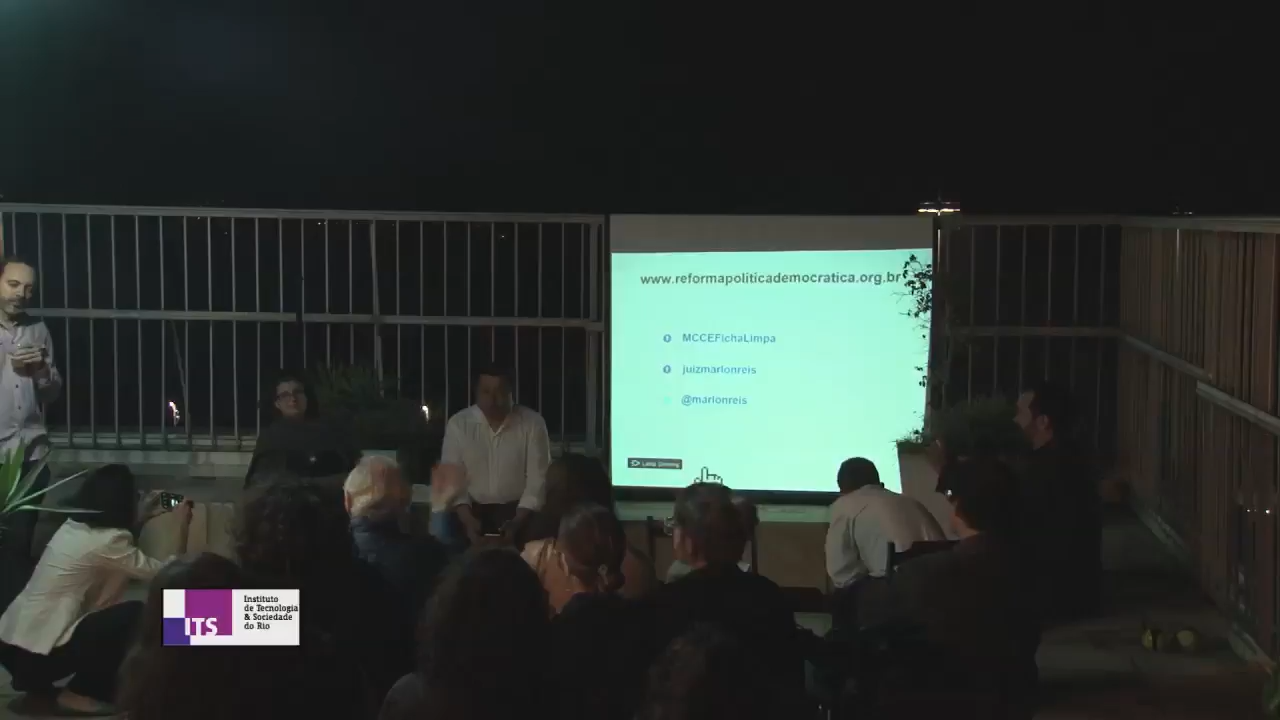 www.reformapoliticademocratica.org.br
MCCEFichaLimpa
juizmarlonreis
@marlonreis
ITS
Instituto
de Tecnologia
& Sociedade
do Rio